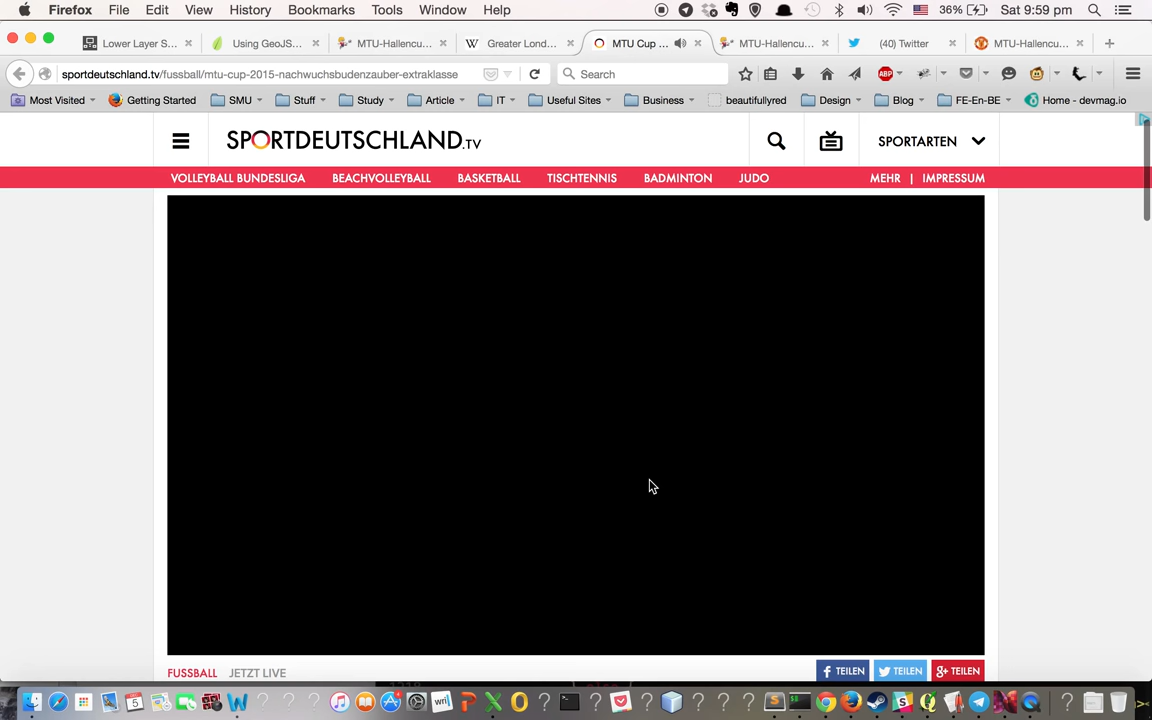 Firefox File Edit View History Bookmarks Tools Window Help 36% Sat 9:59 pm
Lower Layer S... Using GeoJS... MTU-Hallencu... Greater Lond... MTU Cup ... MTU-Hallencu... (40) Twitter MTU-Hallencu...
sportdeutschland.tv/fussball/mtu-cup-2015-nachwuchsbudenzauber-extraklasse Search
Most Visited Getting Started SMU Stuff Study Article IT Useful Sites Business beautifullyred Design Blog FE-En-BE Home - devmag.io
SPORTDEUTSCHLAND.TV SPORTARTEN
VOLLEYBALL BUNDESLIGA BEACHVOLLEYBALL BASKETBALL TISCHTENNIS BADMINTON JUDO MEHR | IMPRESSUM
FUSSBALL JETZT LIVE TEILEN TEILEN TEILEN